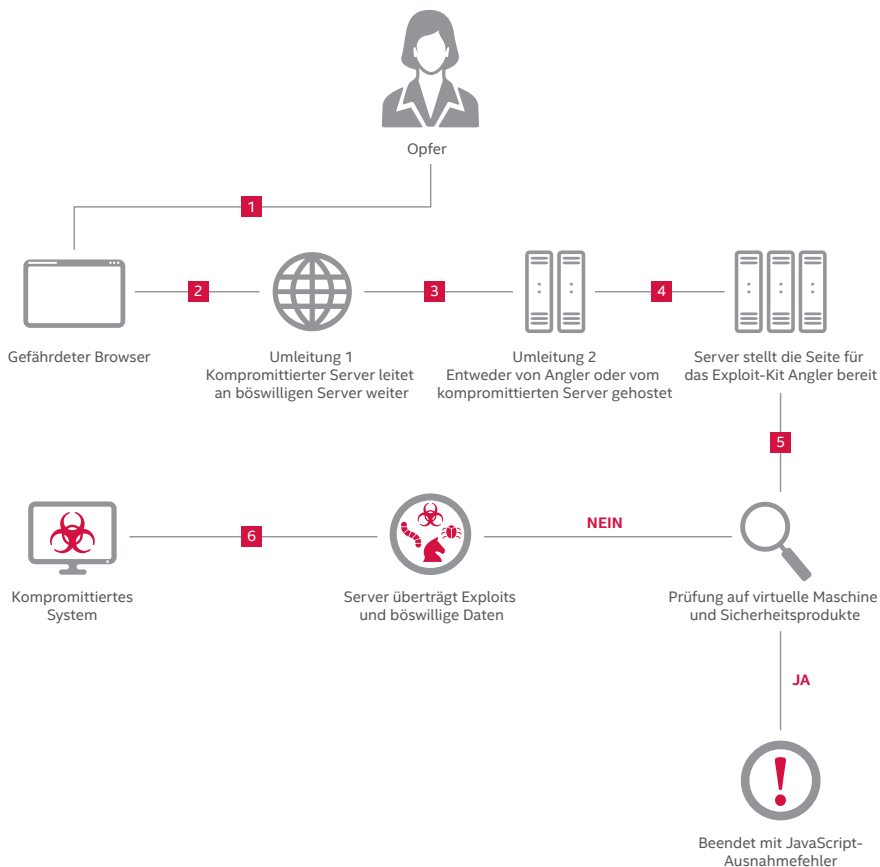 Opfer
1
2
3
4
Gefährdeter Browser
Umleitung 1
Kompromittierter Server leitet
an böswilligen Server weiter
Umleitung 2
Entweder von Angler oder vom
kompromittierten Server gehostet
Server stellt die Seite für
das Exploit-Kit Angler bereit
5
6
NEIN
Kompromittiertes
System
Server überträgt Exploits
und böswillige Daten
Prüfung auf virtuelle Maschine
und Sicherheitsprodukte
JA
Beendet mit JavaScript-
Ausnahmefehler